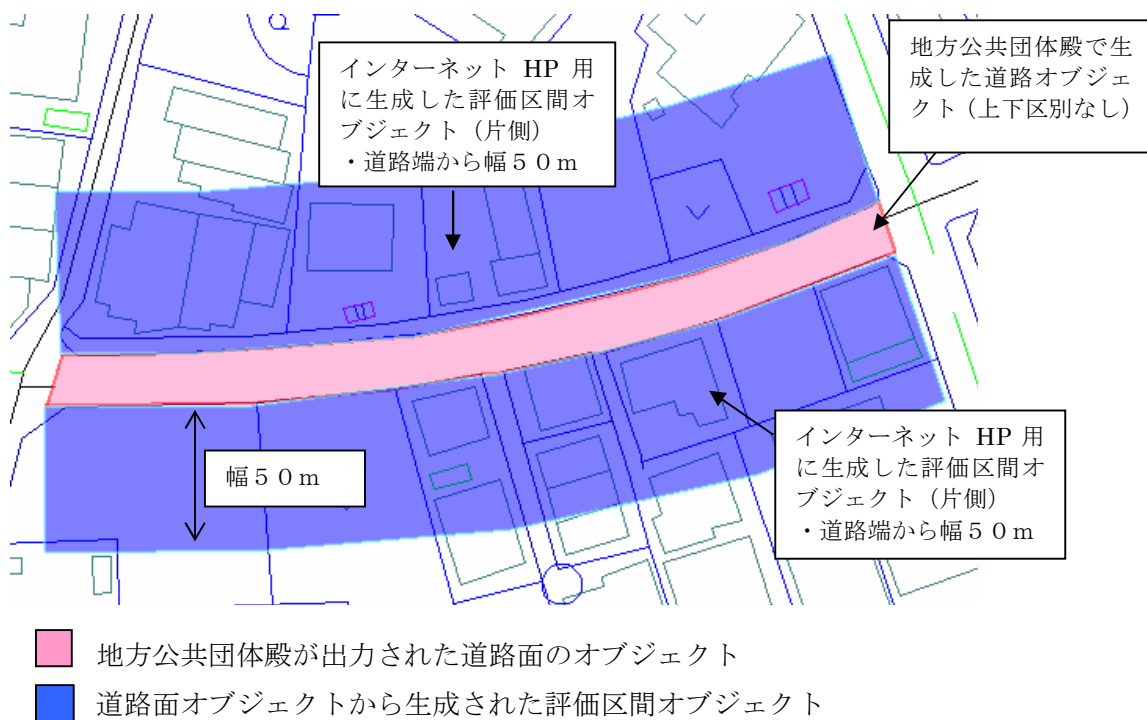 インターネット HP 用
に生成した評価区間オ
ブジェクト（片側）
・道路端から幅５０ｍ
地方公共団体殿で生
成した道路オブジェ
クト（上下区別なし）
幅５０ｍ
インターネット HP 用
に生成した評価区間オ
ブジェクト（片側）
・道路端から幅５０ｍ
地方公共団体殿が出力された道路面のオブジェクト
道路面オブジェクトから生成された評価区間オブジェクト